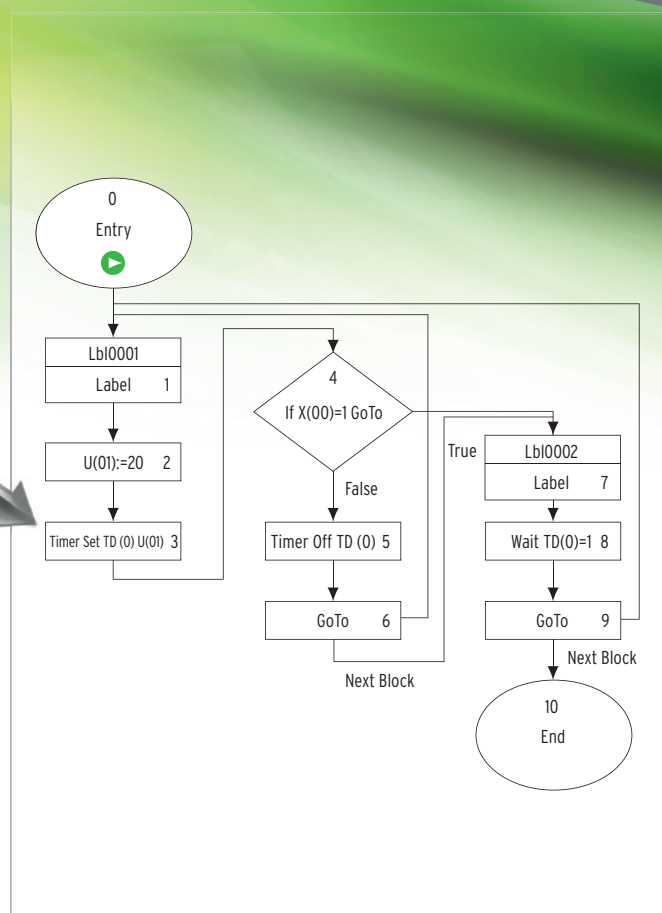 0
Entry
Lbl0001
Label 1
U(01):=20 2
Timer Set TD (0) U(01) 3
4
If X(00)=1 GoTo
False
Timer Off TD (0) 5
GoTo 6
Next Block
True
Lbl0002
Label 7
Wait TD(0)=1 8
GoTo 9
Next Block
10
End